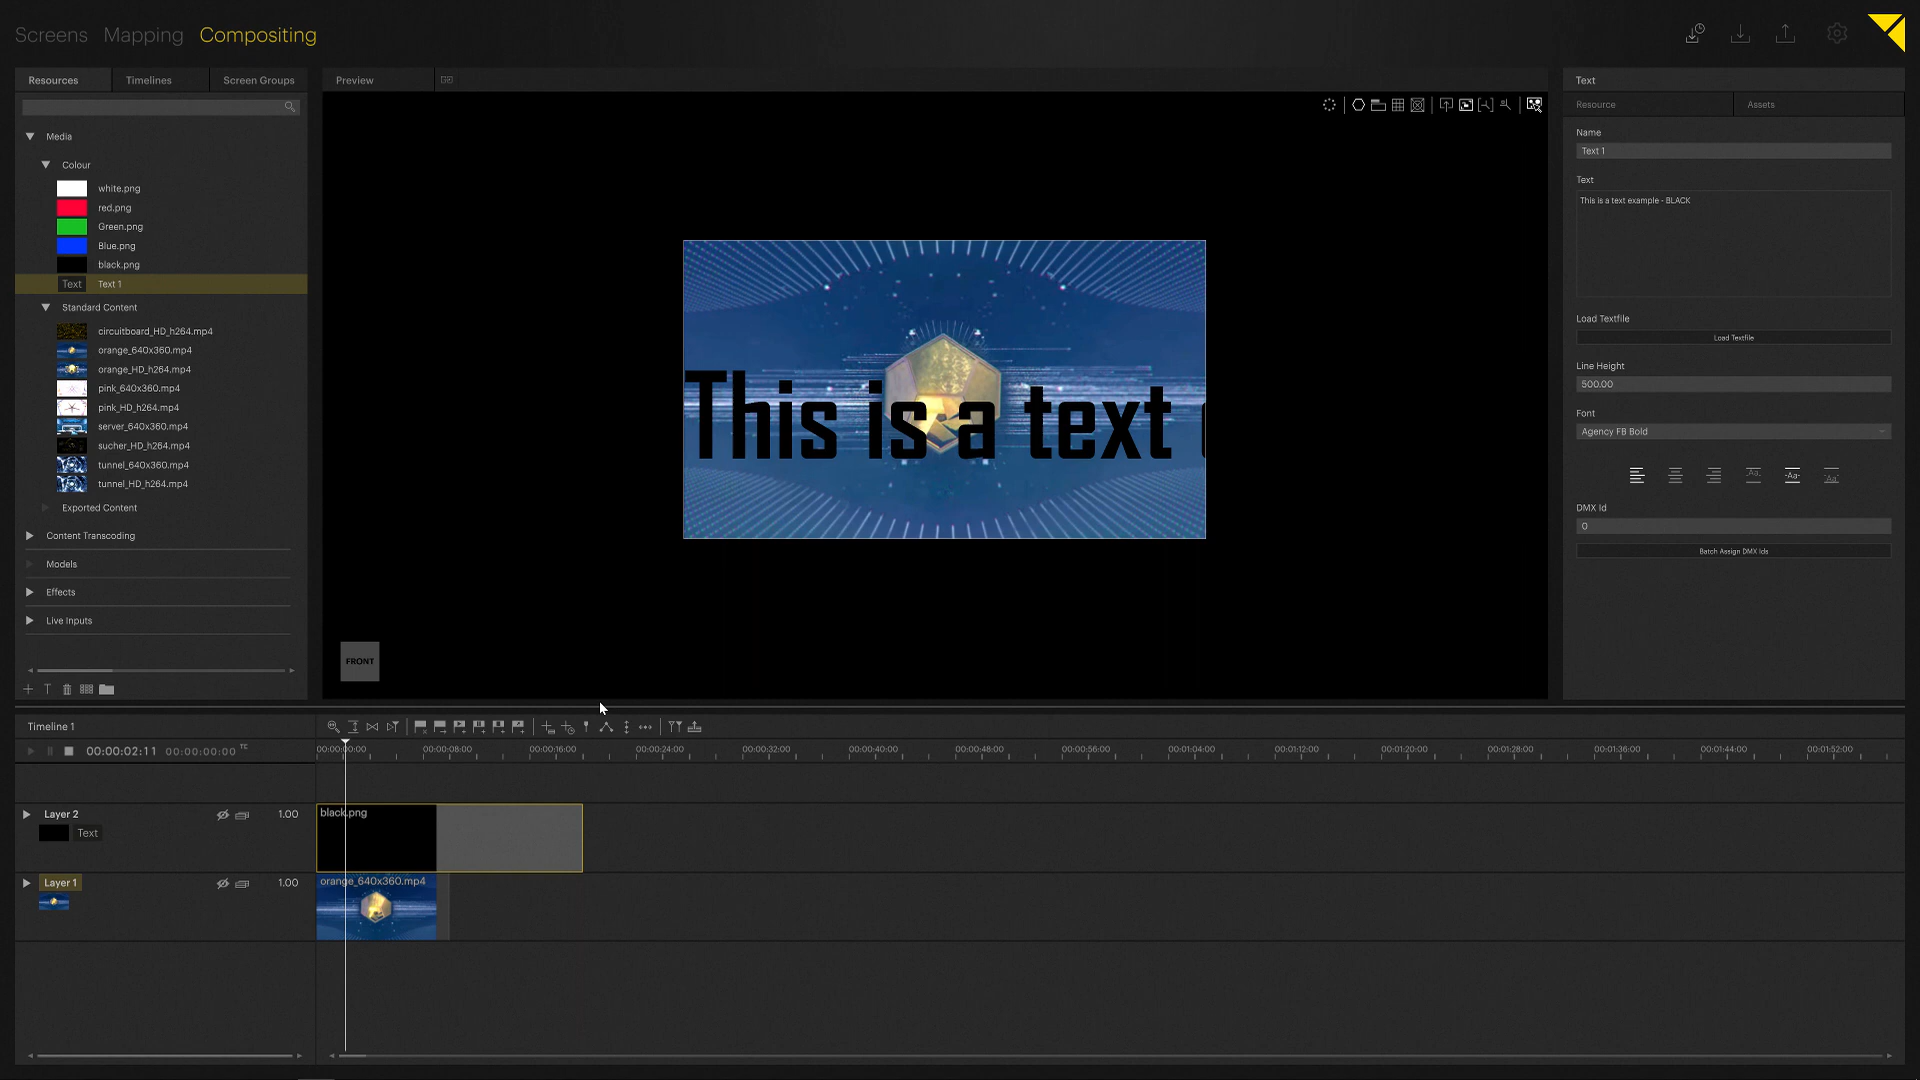 Screens Mapping Compositing
Resources Timelines Screen Groups
Preview
Text
Resource Assets
Media
Colour
white.png
red.png
Green.png
Blue.png
black.png
Text Text 1
Standard Content
circuitboard_HD_h264.mp4
orange_640x360.mp4
orange_HD_h264.mp4
pink_640x360.mp4
pink_HD_h264.mp4
server_640x360.mp4
sucher_HD_h264.mp4
tunnel_640x360.mp4
tunnel_HD_h264.mp4
Exported Content
Content Transcoding
Models
Effects
Live Inputs
This is a text
FRONT
Name
Text 1
Text
This is a text example - BLACK
Load Textfile
Load Textfile
Line Height
500.00
Font
Agency FB Bold
DMX Id
0
Batch Assign DMX Ids
Timeline 1
00:00:02:11 00:00:00:00 TC
00:00:00:00 00:00:08:00 00:00:16:00 00:00:24:00 00:00:32:00 00:00:40:00 00:00:48:00 00:00:56:00 00:01:04:00 00:01:12:00 00:01:20:00 00:01:28:00 00:01:36:00 00:01:44:00 00:01:52:00
Layer 2 1.00
Text
black.png
Layer 1 1.00
orange_640x360.mp4